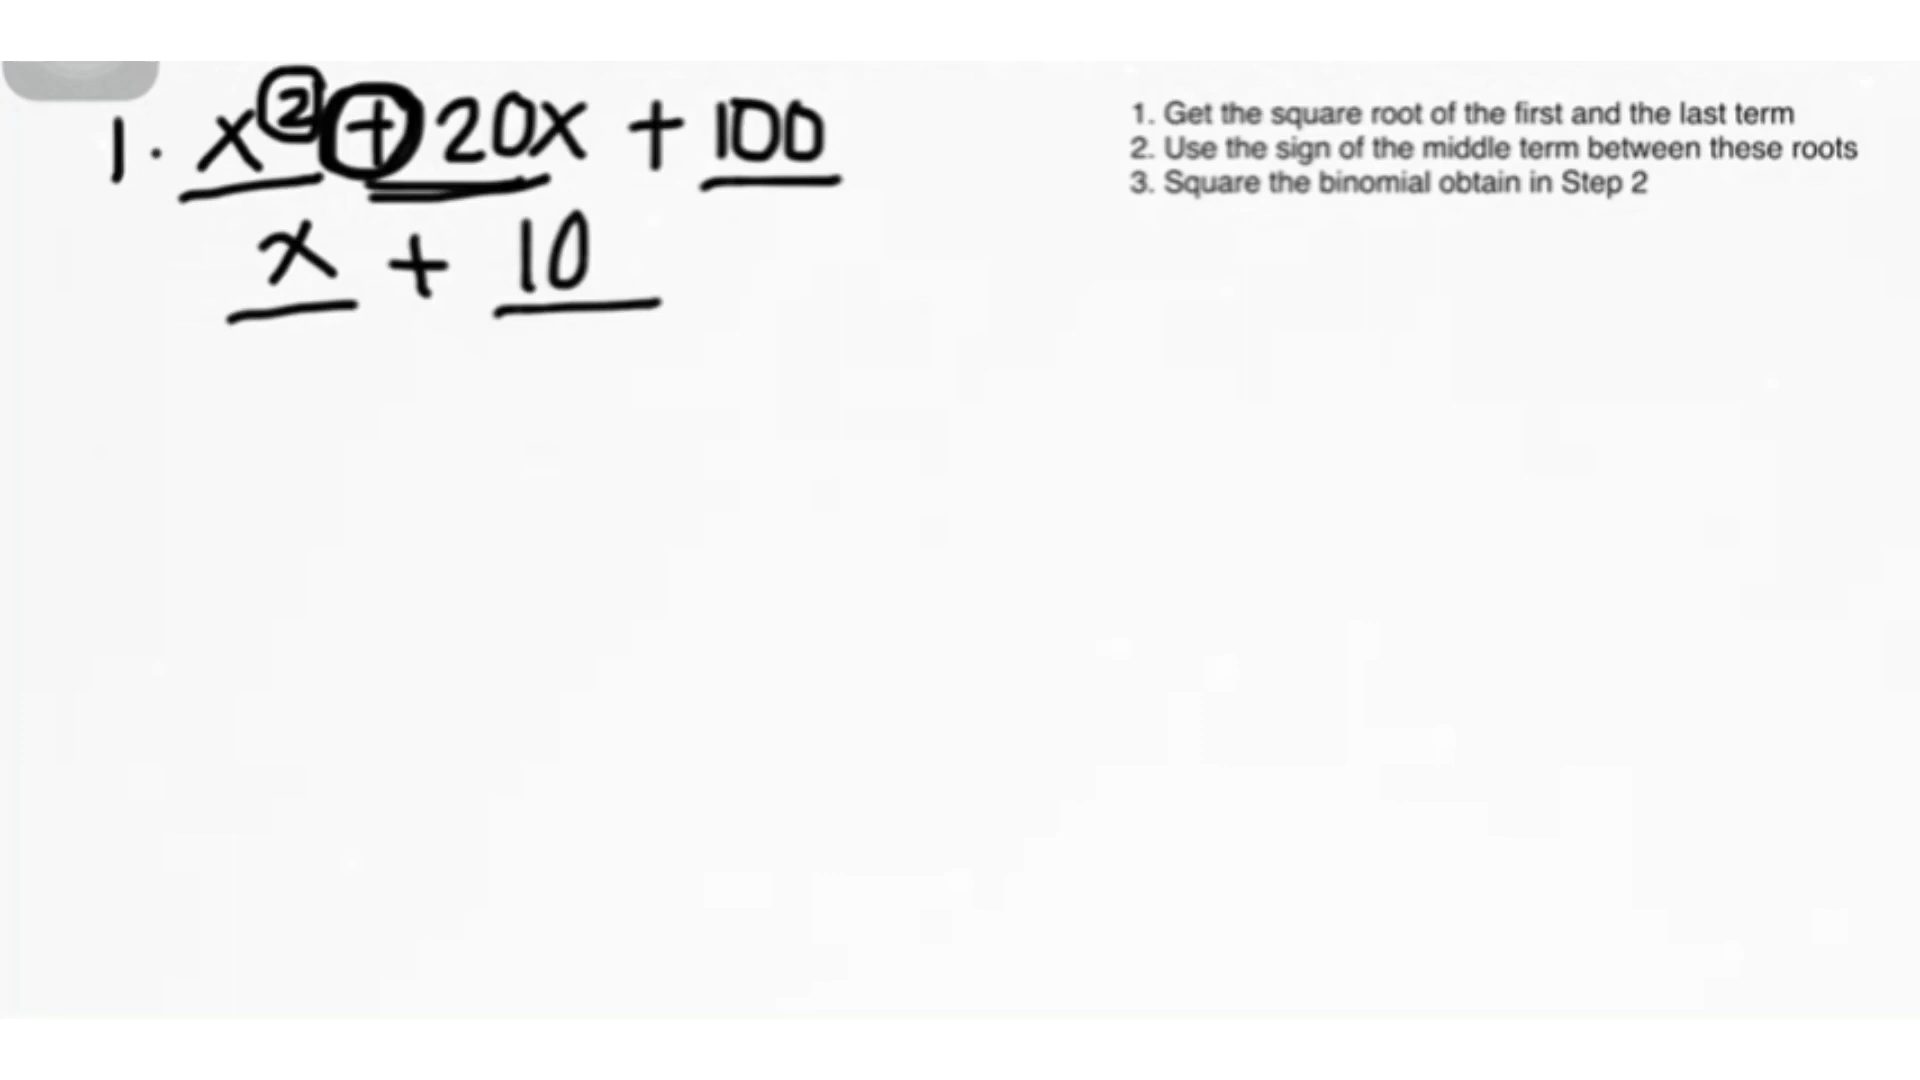 1. x² + 20x + 100
x + 10
1. Get the square root of the first and the last term
2. Use the sign of the middle term between these roots
3. Square the binomial obtain in Step 2